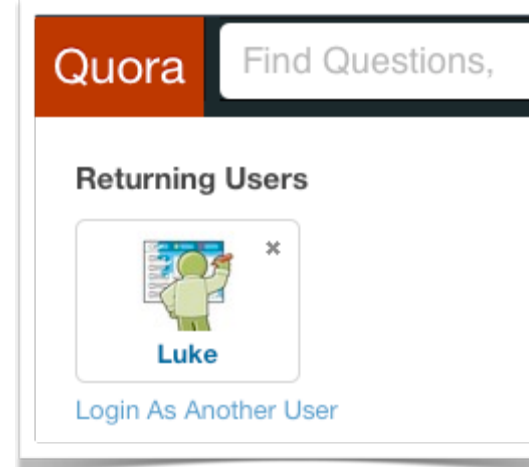 Quora
Find Questions,
Returning Users
Luke
Login As Another User